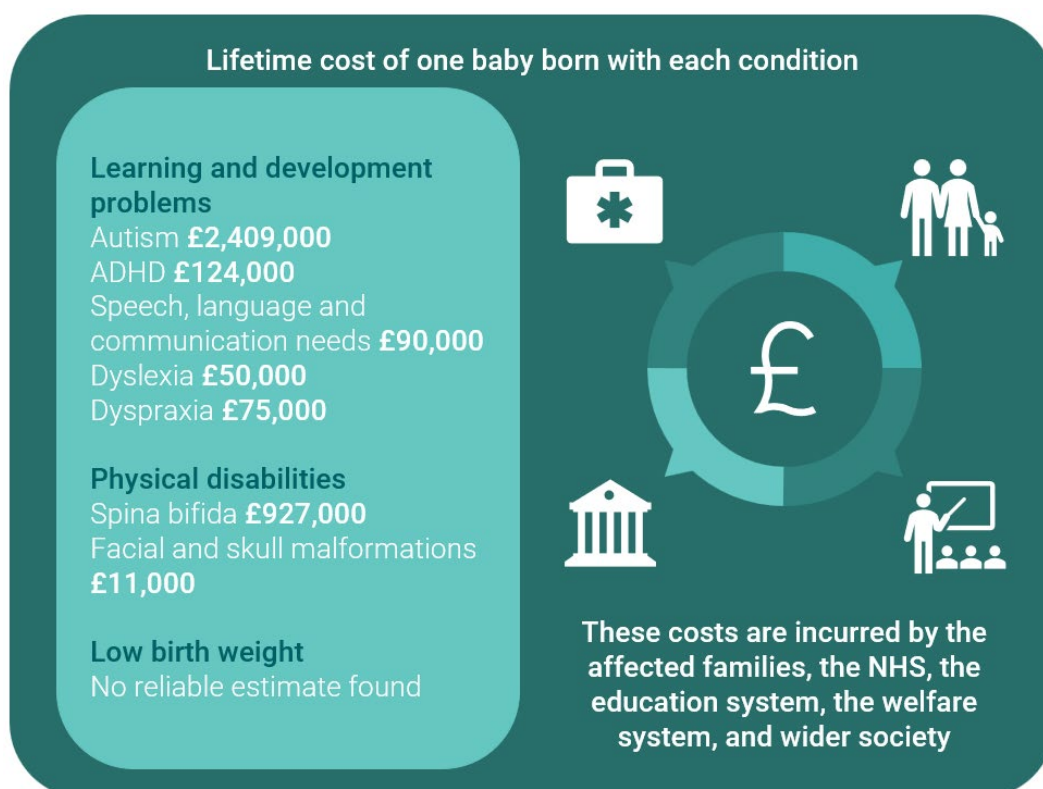 Lifetime cost of one baby born with each condition
Learning and development
problems
Autism £2,409,000
ADHD £124,000
Speech, language and
communication needs £90,000
Dyslexia £50,000
Dyspraxia £75,000
Physical disabilities
Spina bifida £927,000
Facial and skull malformations
£11,000
Low birth weight
No reliable estimate found
£
These costs are incurred by the
affected families, the NHS, the
education system, the welfare
system, and wider society